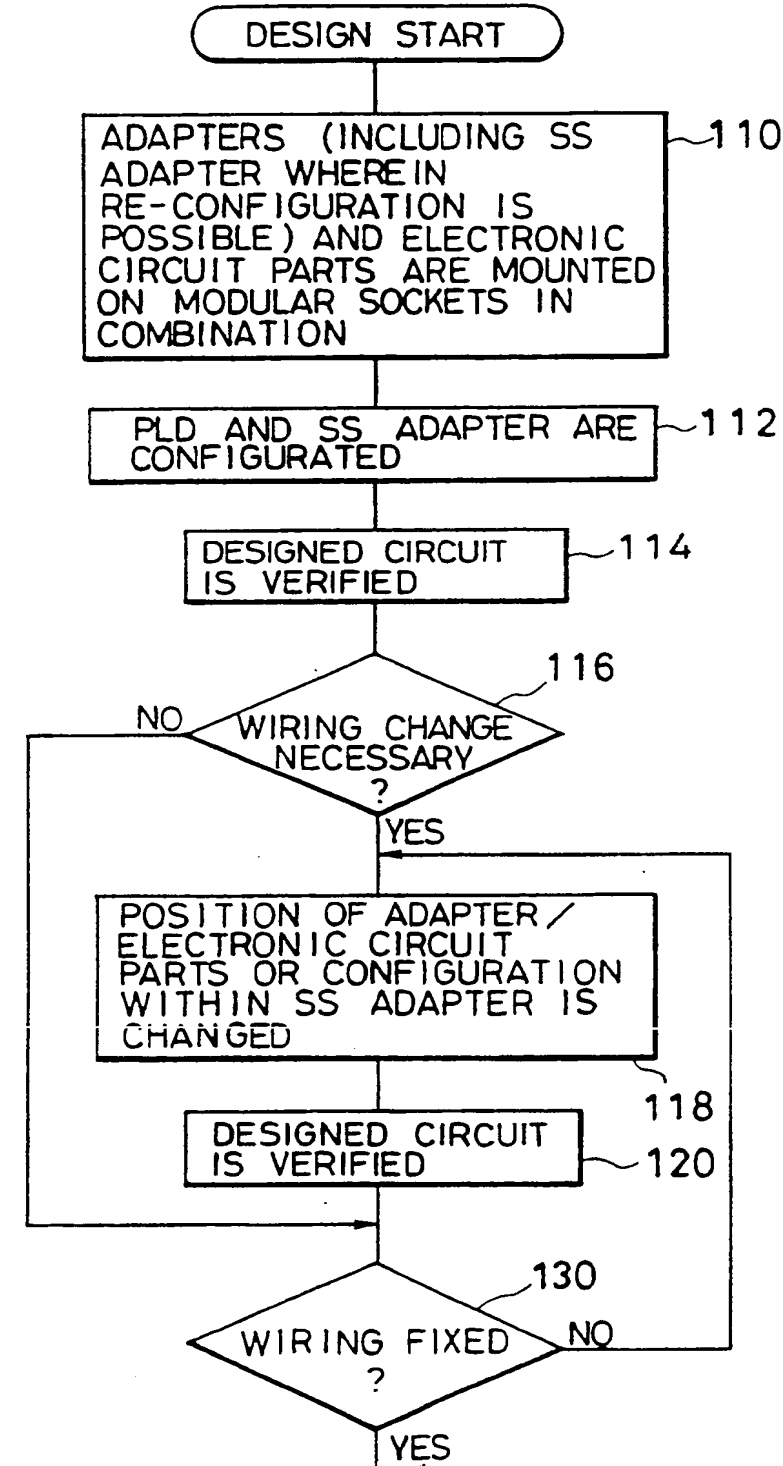 DESIGN START
ADAPTERS (INCLUDING SS
ADAPTER WHEREIN
RE-CONFIGURATION IS
POSSIBLE) AND ELECTRONIC
CIRCUIT PARTS ARE MOUNTED
ON MODULAR SOCKETS IN
COMBINATION
110
PLD AND SS ADAPTER ARE
CONFIGURATED
112
DESIGNED CIRCUIT
IS VERIFIED
114
116
NO
WIRING CHANGE
NECESSARY
?
YES
POSITION OF ADAPTER/
ELECTRONIC CIRCUIT
PARTS OR CONFIGURATION
WITHIN SS ADAPTER IS
CHANGED
118
DESIGNED CIRCUIT
IS VERIFIED
120
130
WIRING FIXED
?
NO
YES